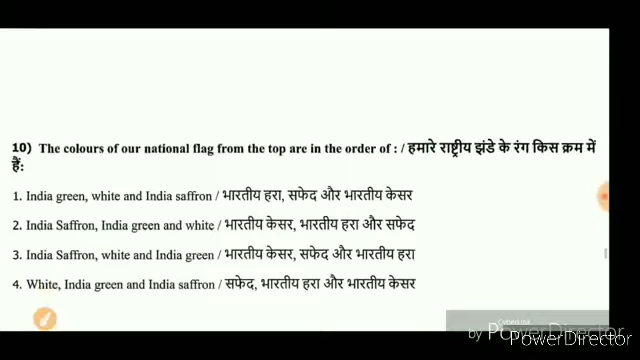 10) The colours of our national flag from the top are in the order of : / हमारे राष्ट्रीय झंडे के रंग किस क्रम में
हैं:
1. India green, white and India saffron / भारतीय हरा, सफेद और भारतीय केसर
2. India Saffron, India green and white / भारतीय केसर, भारतीय हरा और सफेद
3. India Saffron, white and India green / भारतीय केसर, सफेद और भारतीय हरा
4. White, India green and India saffron / सफेद, भारतीय हरा और भारतीय केसर
CyberLink
by PowerDirector
PowerDirector